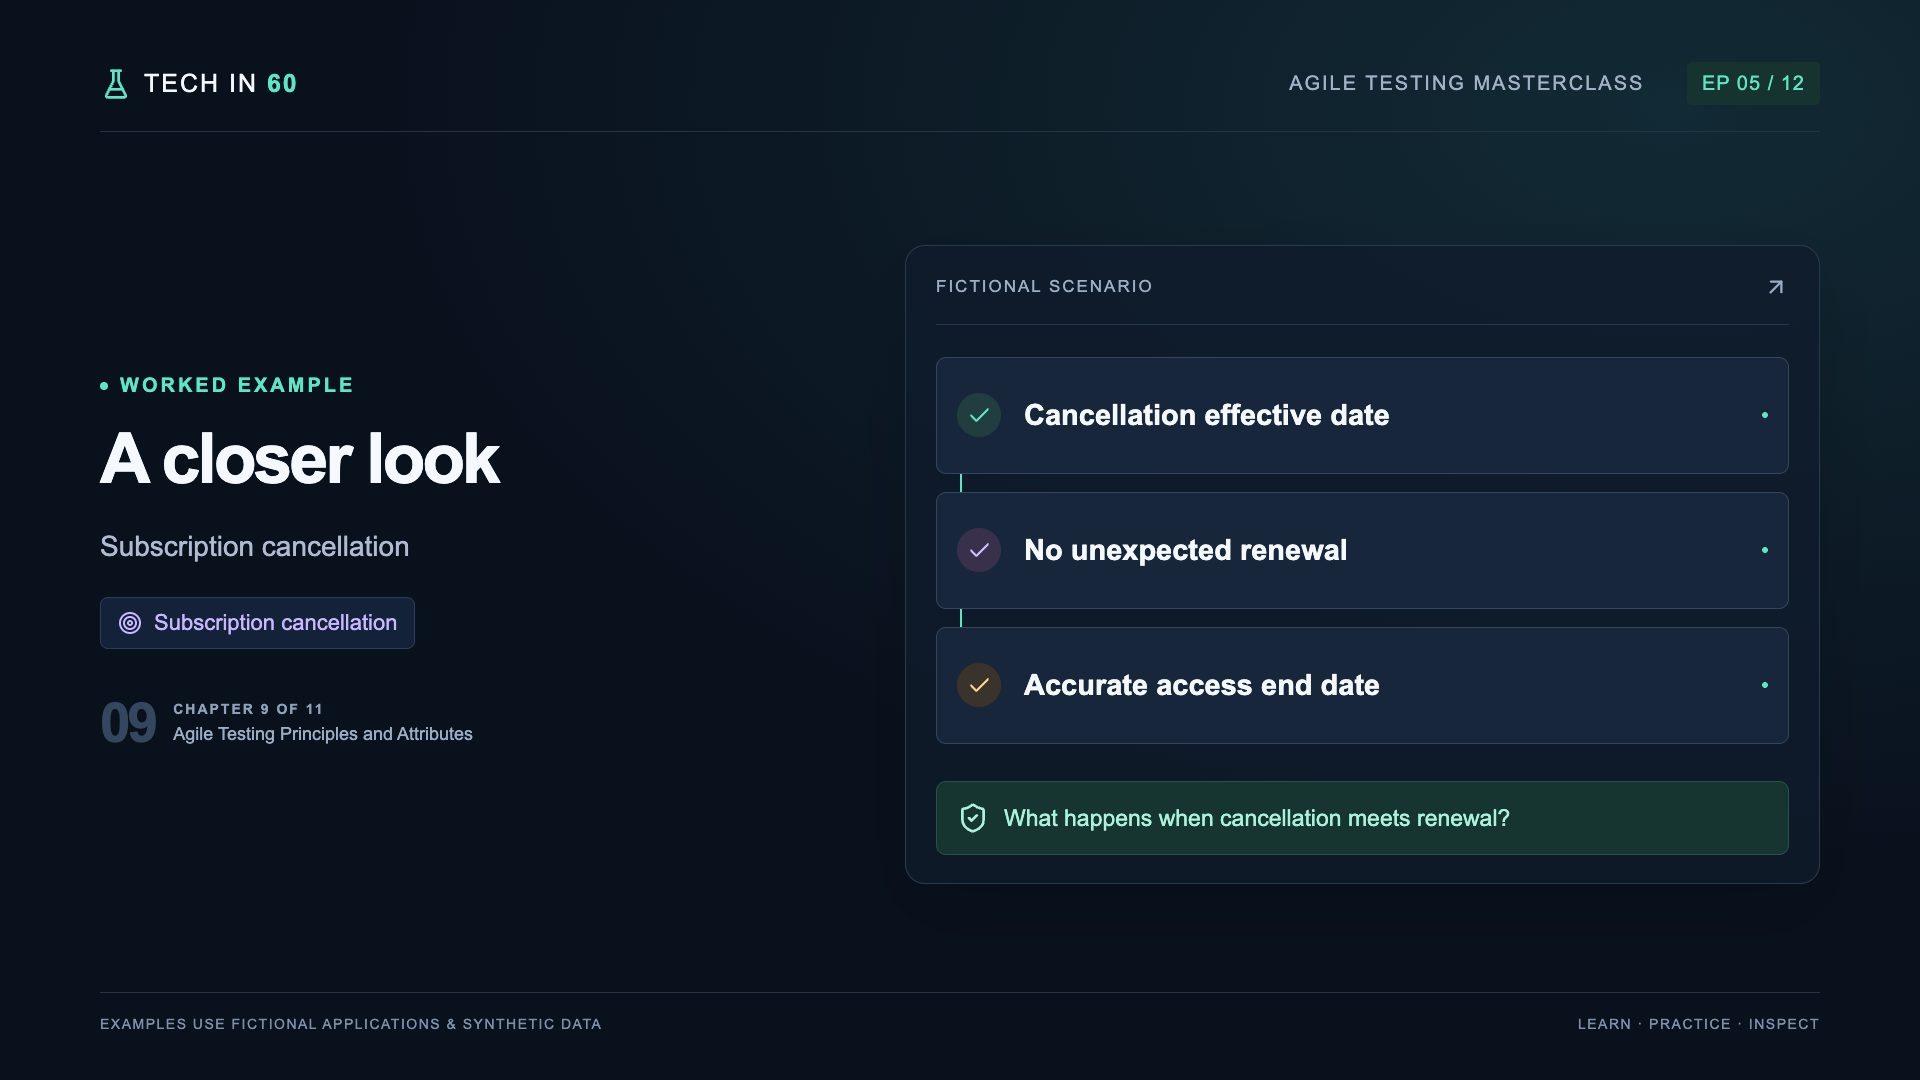 TECH IN 60
AGILE TESTING MASTERCLASS
EP 05 / 12
WORKED EXAMPLE
A closer look
Subscription cancellation
Subscription cancellation
09
CHAPTER 9 OF 11
Agile Testing Principles and Attributes
FICTIONAL SCENARIO
Cancellation effective date
No unexpected renewal
Accurate access end date
What happens when cancellation meets renewal?
EXAMPLES USE FICTIONAL APPLICATIONS & SYNTHETIC DATA
LEARN · PRACTICE · INSPECT